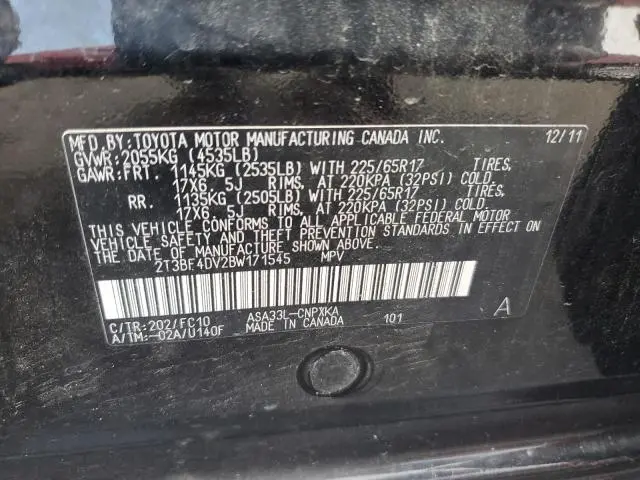 MFD. BY: TOYOTA MOTOR MANUFACTURING CANADA INC. 12/11
GVWR: 2055KG (4535LB)
GAWR: FRT. 1145KG (2535LB) WITH 225/65R17 TIRES,
17X6. 5J RIMS, AT 220KPA (32PSI) COLD.
RR. 1135KG (2505LB) WITH 225/65R17 TIRES,
17X6. 5J RIMS, AT 220KPA (32PSI) COLD.
THIS VEHICLE CONFORMS TO ALL APPLICABLE FEDERAL MOTOR
VEHICLE SAFETY AND THEFT PREVENTION STANDARDS IN EFFECT ON
THE DATE OF MANUFACTURE SHOWN ABOVE.
2T3BF4DV2BW171545 MPV
C/TR: 202/FC10 ASA33L-CNPXKA
A/TM: -02A/U140F MADE IN CANADA 101 A